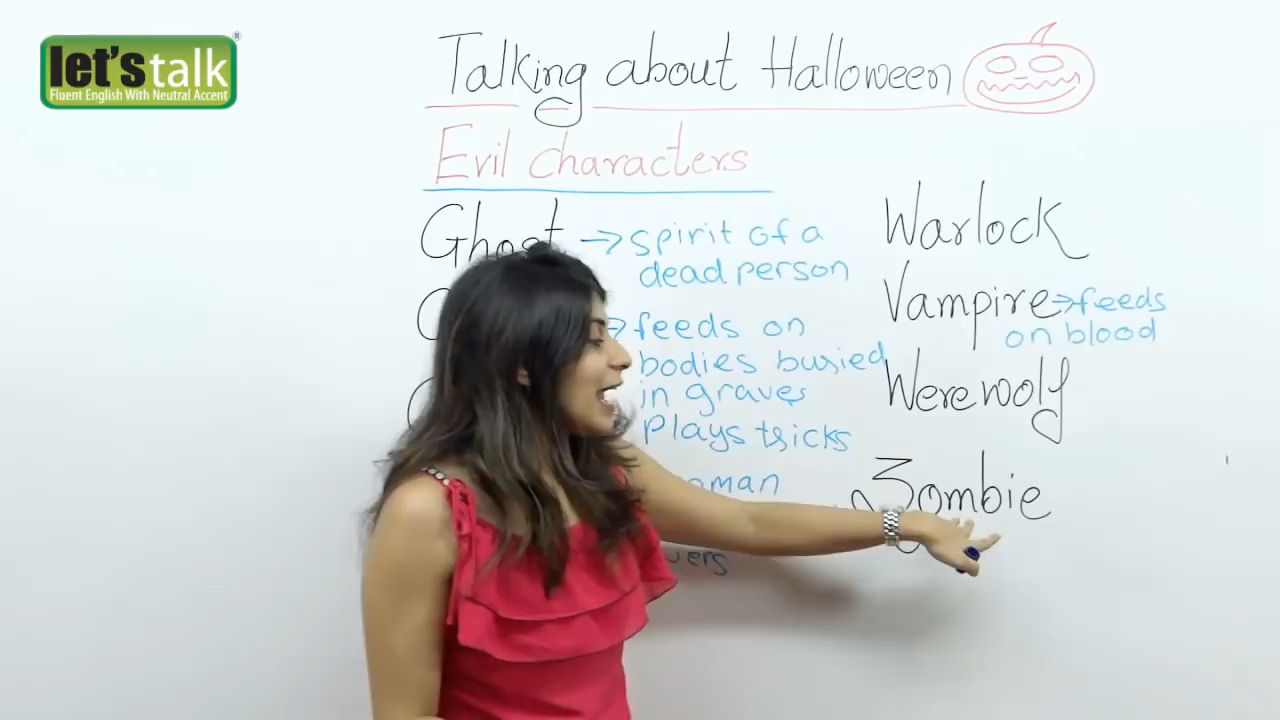 let's talk
Fluent English With Neutral Accent
Talking about Halloween
Evil characters
Ghost → spirit of a
dead person
→ feeds on
bodies buried
in graves
Plays tricks
Warlock
Vampire → feeds
on blood
Werewolf
Zombie